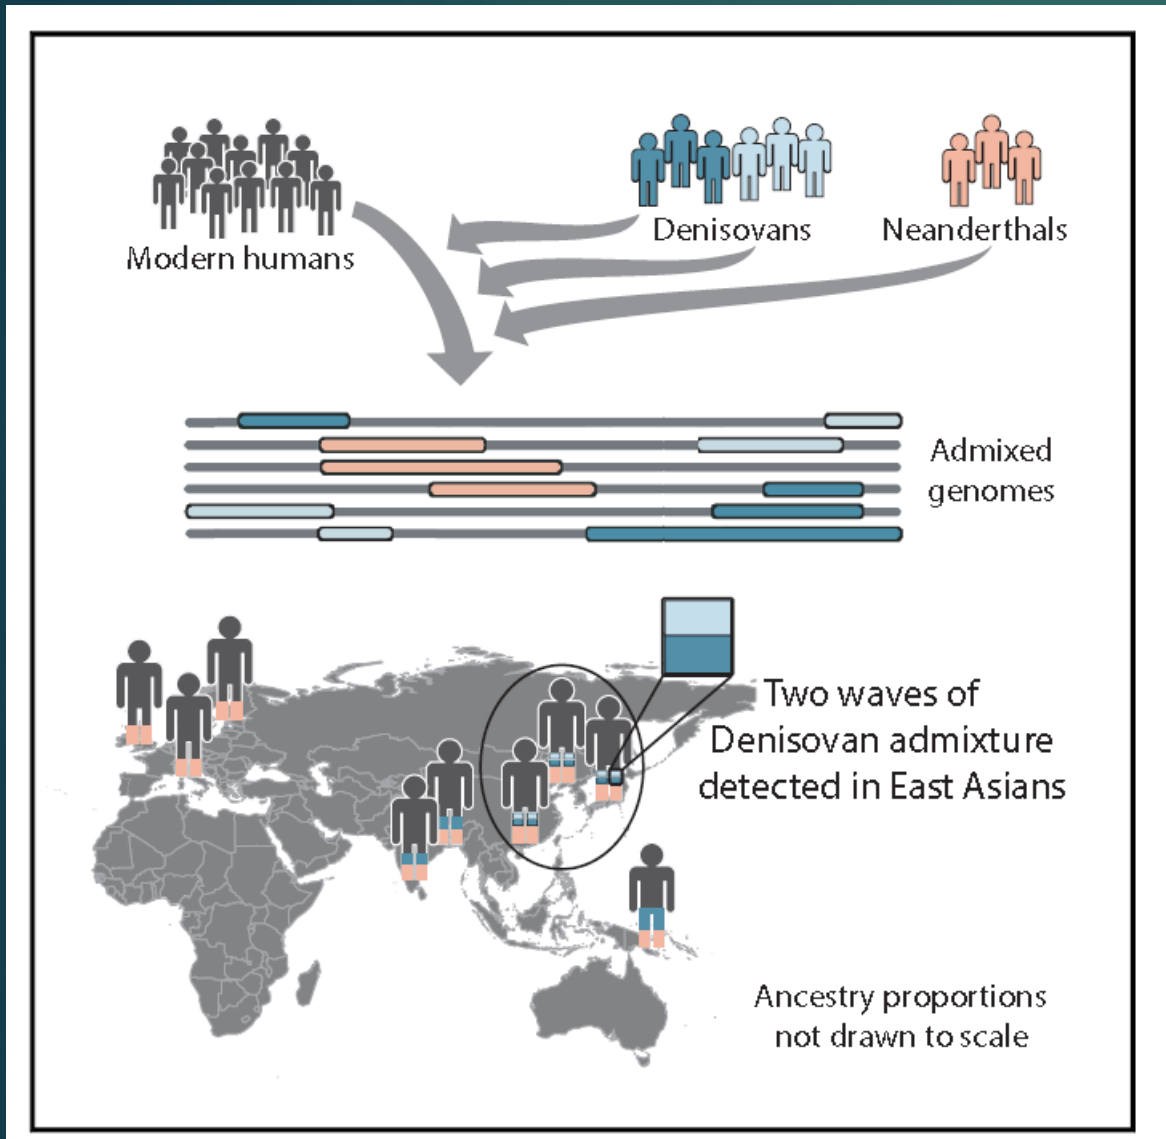 Modern humans
Denisovans
Neanderthals
Admixed
genomes
Two waves of
Denisovan admixture
detected in East Asians
Ancestry proportions
not drawn to scale